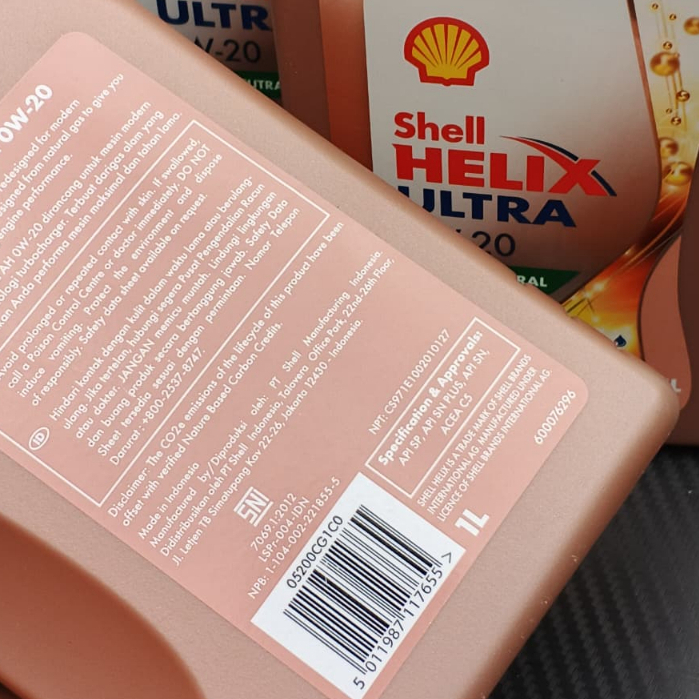 ULTR
W-20
Shell
HELIX
ULTRA
-20
0W-20
redesigned for modern
signed from natural gas to give you
engine performance.
AH 0W-20 dirancang untuk mesin modern
ologi turbocharger. Terbuat dari gas alam yang
kan Anda performa mesin maksimal dan tahan lama.
void prolonged or repeated contact with skin. If swallowed,
call a Poison Control Centre or doctor immediately. DO NOT
induce vomiting. Protect the environment and dispose
of responsibly. Safety data sheet available on request.
Hindari kontak dengan kulit dalam waktu lama atau berulang-
ulang. Jika tertelan, hubungi segera Pusat Pengendalian Racun
atau dokter. JANGAN memicu muntah. Lindungi lingkungan
dan buang produk secara bertanggung jawab. Safety Data
Sheet tersedia sesuai dengan permintaan. Nomor Telepon
Darurat : +800-2537-8747.
ID
Disclaimer: The CO2e emissions of the lifecycle of this product have been
offset with verified Nature Based Carbon Credits.
Made in Indonesia
Manufactured by/Diproduksi oleh: PT Shell Manufacturing Indonesia
Didistribusikan oleh PT Shell Indonesia, Talavera Office Park, 22nd-26th Floor,
Jl. Letjen TB Simatupang Kav 22-26, Jakarta 12430 - Indonesia.
SNI
7069.1:2012
LSPr-004-IDN
NPB: 1-104-002-221855-5
NPT: CS971E1002010127
Specification & Approvals:
API SP, API SN PLUS, API SN,
ACEA C5
SHELL HELIX IS A TRADE MARK OF SHELL BRANDS
INTERNATIONAL AG. MANUFACTURED UNDER
LICENCE OF SHELL BRANDS INTERNATIONAL AG.
600076296
1L
05200CG1C0
5 011987 117655 >